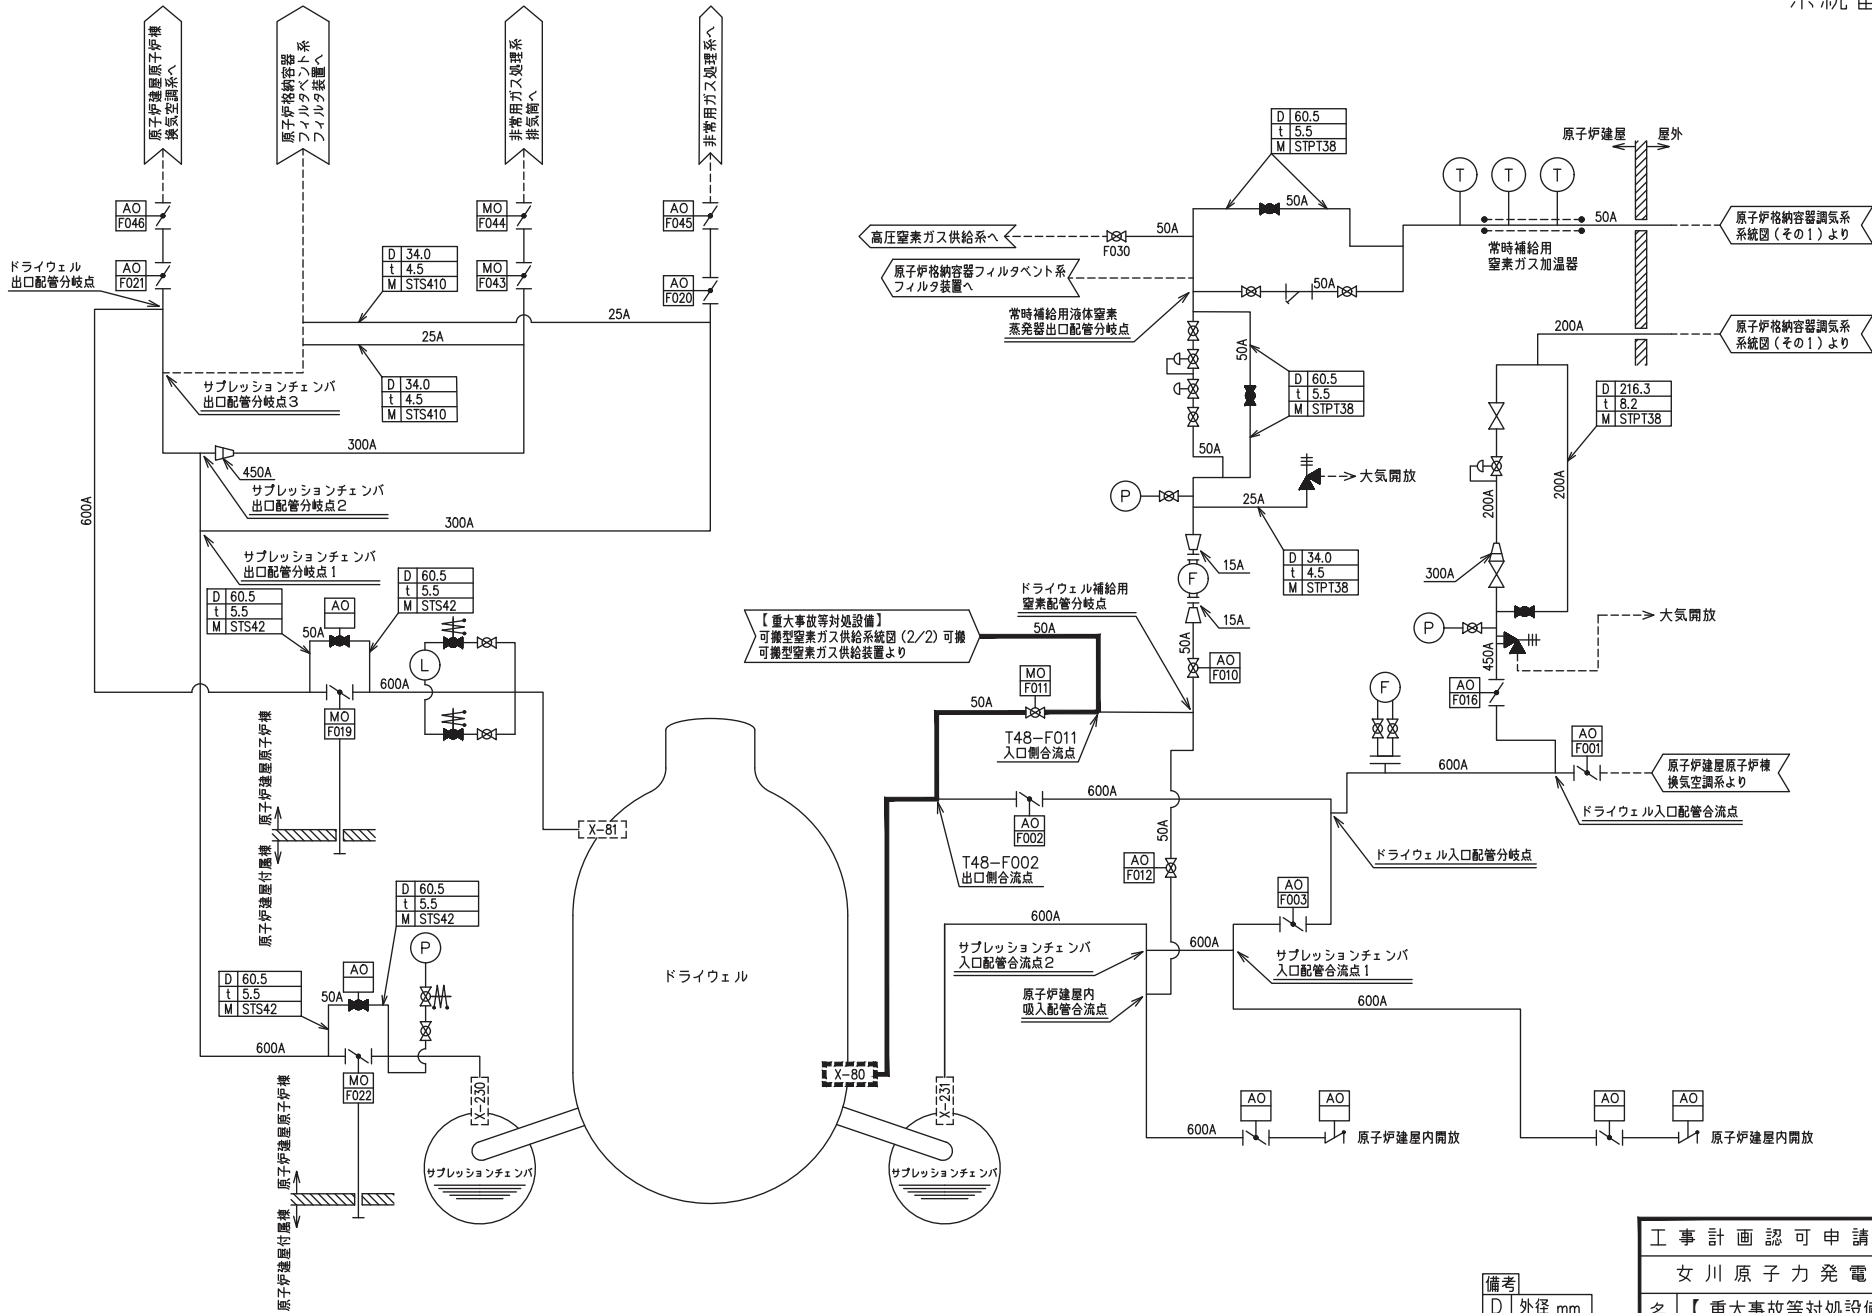 原子炉建屋原子炉棟
換気空調系へ
原子炉格納容器
フィルタベント系
フィルタ装置へ
非常用ガス処理系
排気筒へ
非常用ガス処理系へ
AO
F046
MO
F044
AO
F045
AO
F021
MO
F043
AO
F020
ドライウェル
出口配管分岐点
D 34.0
t 4.5
M STS410
25A
25A
D 34.0
t 4.5
M STS410
サプレッションチェンバ
出口配管分岐点3
300A
450A
サプレッションチェンバ
出口配管分岐点2
600A
300A
サプレッションチェンバ
出口配管分岐点1
D 60.5
t 5.5
M STS42
AO
50A
D 60.5
t 5.5
M STS42
L
600A
MO
F019
原子炉建屋原子炉棟
原子炉建屋付属棟
X-81
D 60.5
t 5.5
M STS42
P
D 60.5
t 5.5
M STS42
AO
50A
600A
MO
F022
原子炉建屋原子炉棟
原子炉建屋付属棟
X-230
サプレッションチェンバ
ドライウェル
X-80
X-231
サプレッションチェンバ
D 60.5
t 5.5
M STPT38
50A
原子炉建屋
屋外
T
T
T
50A
原子炉格納容器調気系
系統図(その1)より
常時補給用
窒素ガス加温器
高圧窒素ガス供給系へ
F030
50A
原子炉格納容器フィルタベント系
フィルタ装置へ
50A
常時補給用液体窒素
蒸発器出口配管分岐点
200A
原子炉格納容器調気系
系統図(その1)より
50A
D 60.5
t 5.5
M STPT38
D 216.3
t 8.2
M STPT38
50A
大気開放
P
25A
200A
200A
D 34.0
t 4.5
M STPT38
15A
F
15A
300A
ドライウェル補給用
窒素配管分岐点
大気開放
P
450A
【重大事故等対処設備】
可搬型窒素ガス供給系統図(2/2)可搬
可搬型窒素ガス供給装置より
50A
50A
AO
F010
MO
F011
50A
T48-F011
入口側合流点
AO
F016
F
AO
F001
600A
原子炉建屋原子炉棟
換気空調系より
ドライウェル入口配管合流点
600A
AO
F002
T48-F002
出口側合流点
50A
AO
F012
ドライウェル入口配管分岐点
AO
F003
600A
600A
サプレッションチェンバ
入口配管合流点2
サプレッションチェンバ
入口配管合流点1
原子炉建屋内
吸入配管合流点
600A
AO
AO
600A
原子炉建屋内開放
AO
AO
原子炉建屋内開放
工事計画認可申請
女川原子力発電
名 【重大事故等対処設備
備考
D 外径 mm